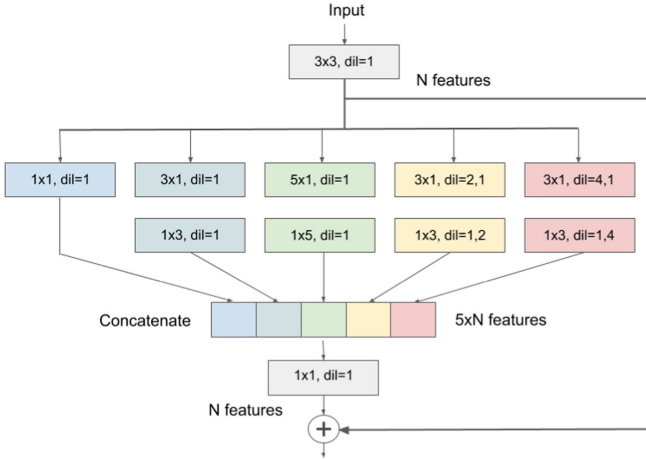 Input
3x3, dil=1
N features
1x1, dil=1
3x1, dil=1
5x1, dil=1
3x1, dil=2,1
3x1, dil=4,1
1x3, dil=1
1x5, dil=1
1x3, dil=1,2
1x3, dil=1,4
Concatenate
5xN features
1x1, dil=1
N features
+